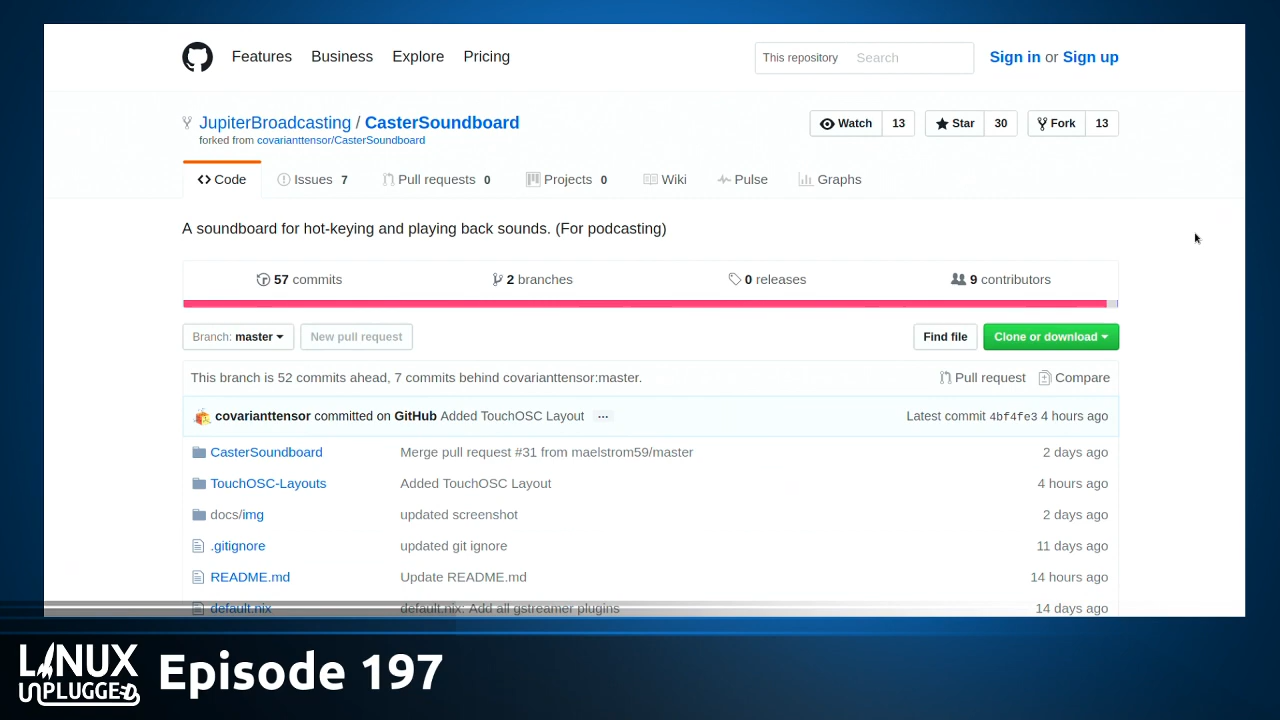 Features Business Explore Pricing This repository Search Sign in or Sign up
JupiterBroadcasting / CasterSoundboard Watch 13 Star 30 Fork 13
forked from covarianttensor/CasterSoundboard
Code Issues 7 Pull requests 0 Projects 0 Wiki Pulse Graphs
A soundboard for hot-keying and playing back sounds. (For podcasting)
57 commits 2 branches 0 releases 9 contributors
Branch: master New pull request Find file Clone or download
This branch is 52 commits ahead, 7 commits behind covarianttensor:master. Pull request Compare
covarianttensor committed on GitHub Added TouchOSC Layout ... Latest commit 4bf4fe3 4 hours ago
CasterSoundboard Merge pull request #31 from maelstrom59/master 2 days ago
TouchOSC-Layouts Added TouchOSC Layout 4 hours ago
docs/img updated screenshot 2 days ago
.gitignore updated git ignore 11 days ago
README.md Update README.md 14 hours ago
default.nix default.nix: Add all gstreamer plugins 14 days ago
LINUX
UNPLUGGED
Episode 197